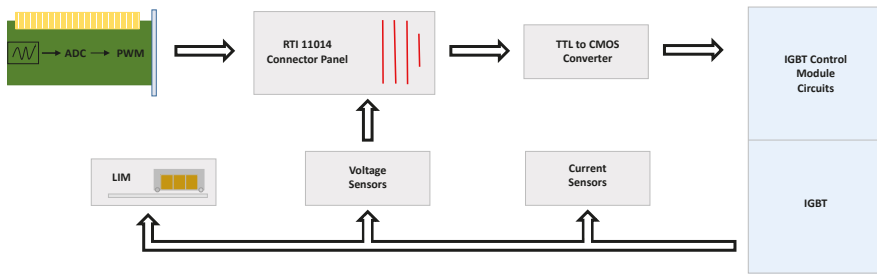 ADC
PWM
RTI 11014
Connector Panel
TTL to CMOS
Converter
IGBT Control
Module
Circuits
LIM
Voltage
Sensors
Current
Sensors
IGBT